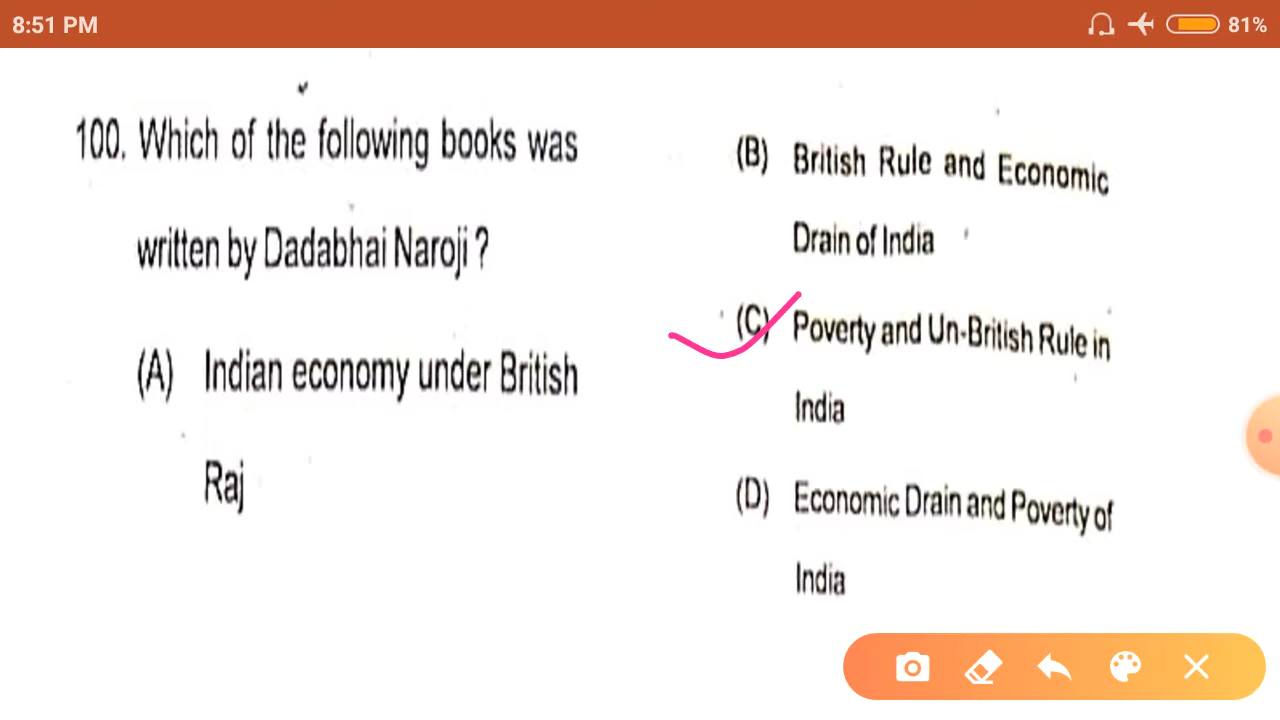 8:51 PM
81%
100. Which of the following books was
written by Dadabhai Naroji ?
(A) Indian economy under British
Raj
(B) British Rule and Economic
Drain of India
(C) Poverty and Un-British Rule in
India
(D) Economic Drain and Poverty of
India